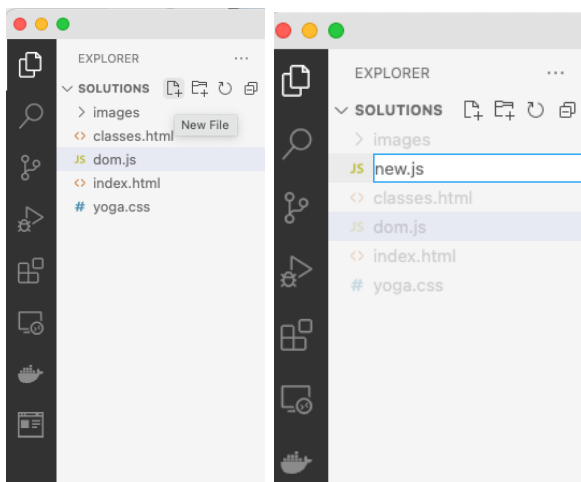 EXPLORER ...
SOLUTIONS
images
New File
<> classes.html
JS dom.js
<> index.html
# yoga.css
EXPLORER ...
SOLUTIONS
images
JS new.js
<> classes.html
JS dom.js
<> index.html
# yoga.css